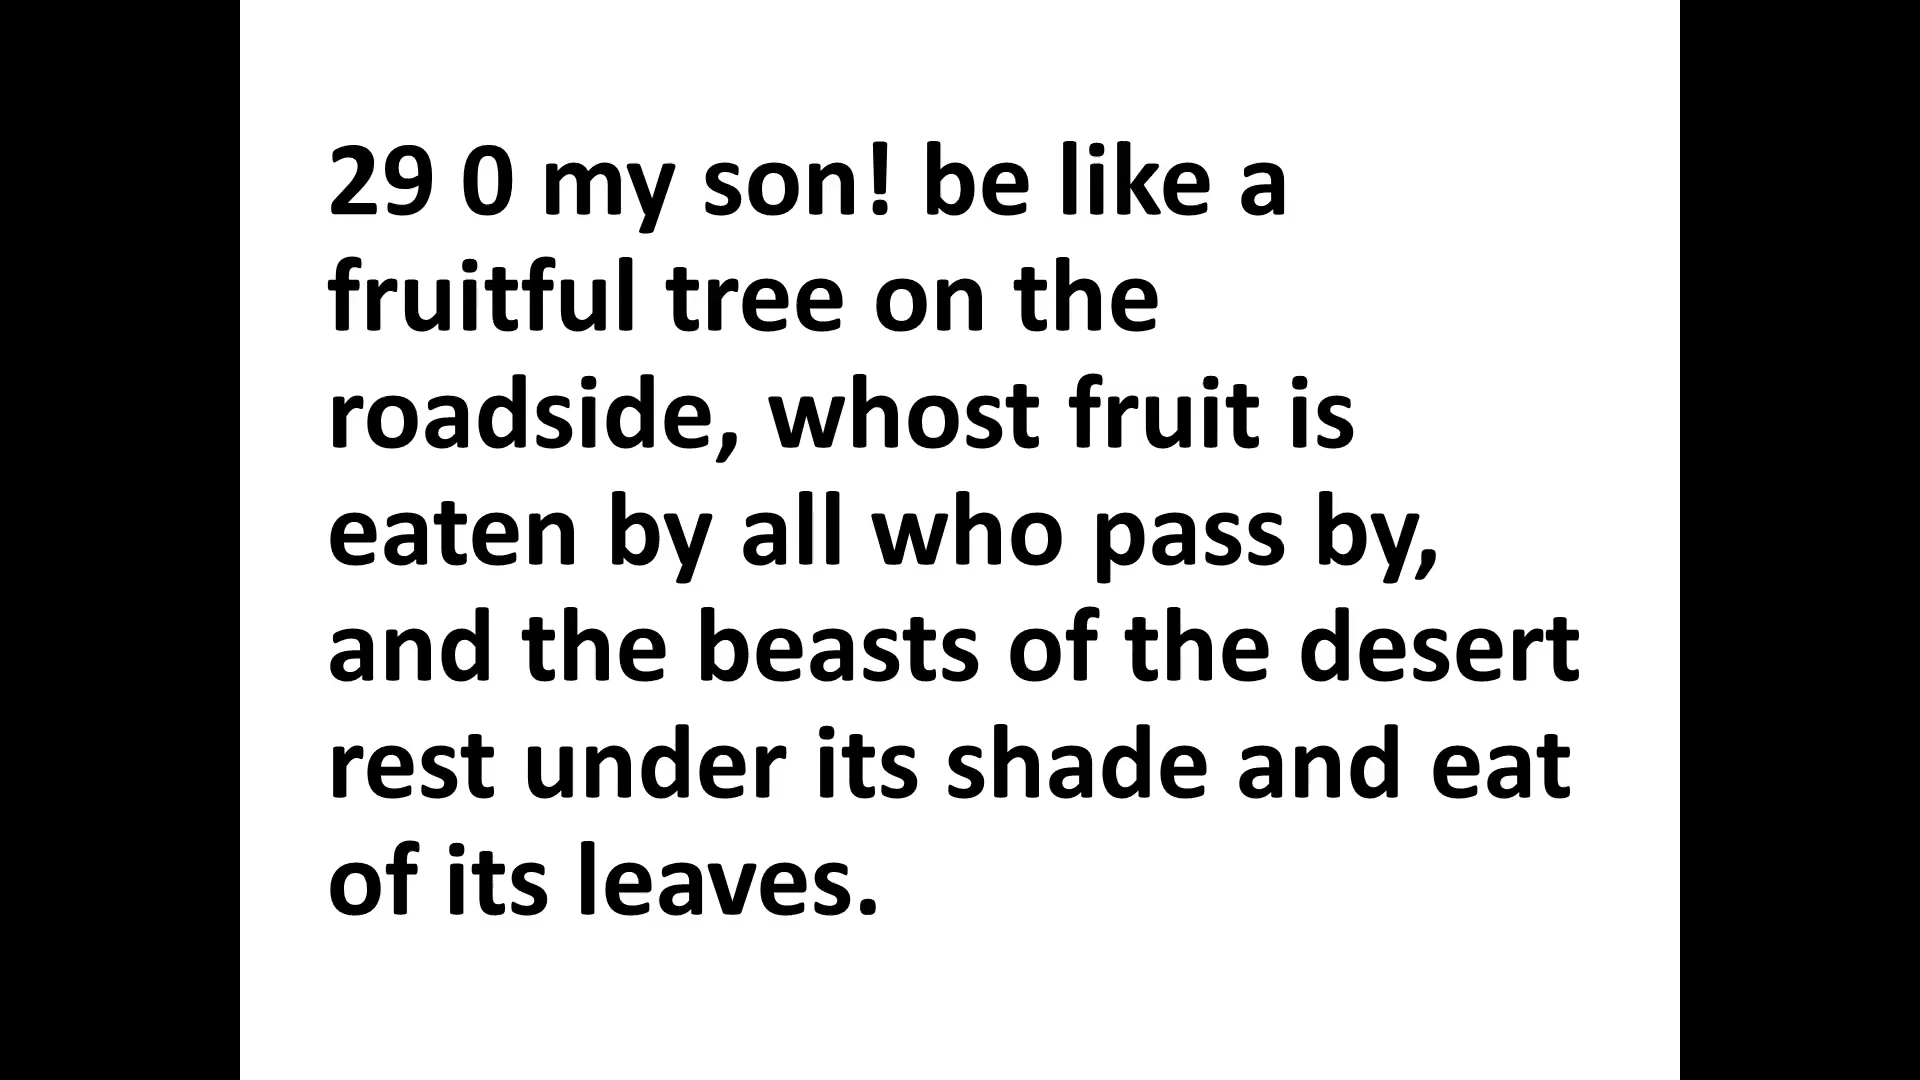 29 0 my son! be like a
fruitful tree on the
roadside, whost fruit is
eaten by all who pass by,
and the beasts of the desert
rest under its shade and eat
of its leaves.